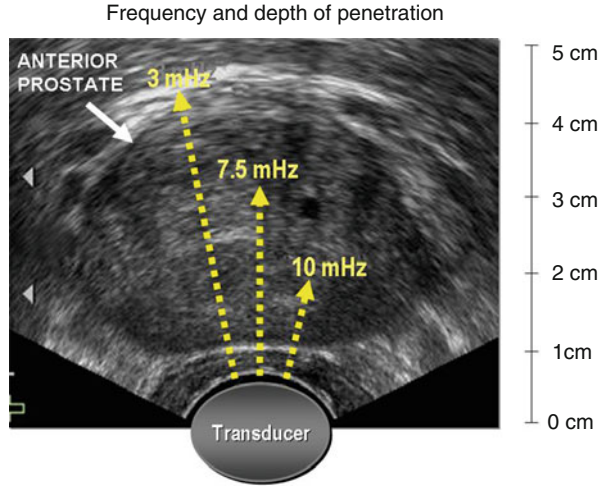 Frequency and depth of penetration
ANTERIOR
PROSTATE
3 mHz
7.5 mHz
10 mHz
Transducer
5 cm
4 cm
3 cm
2 cm
1cm
0 cm